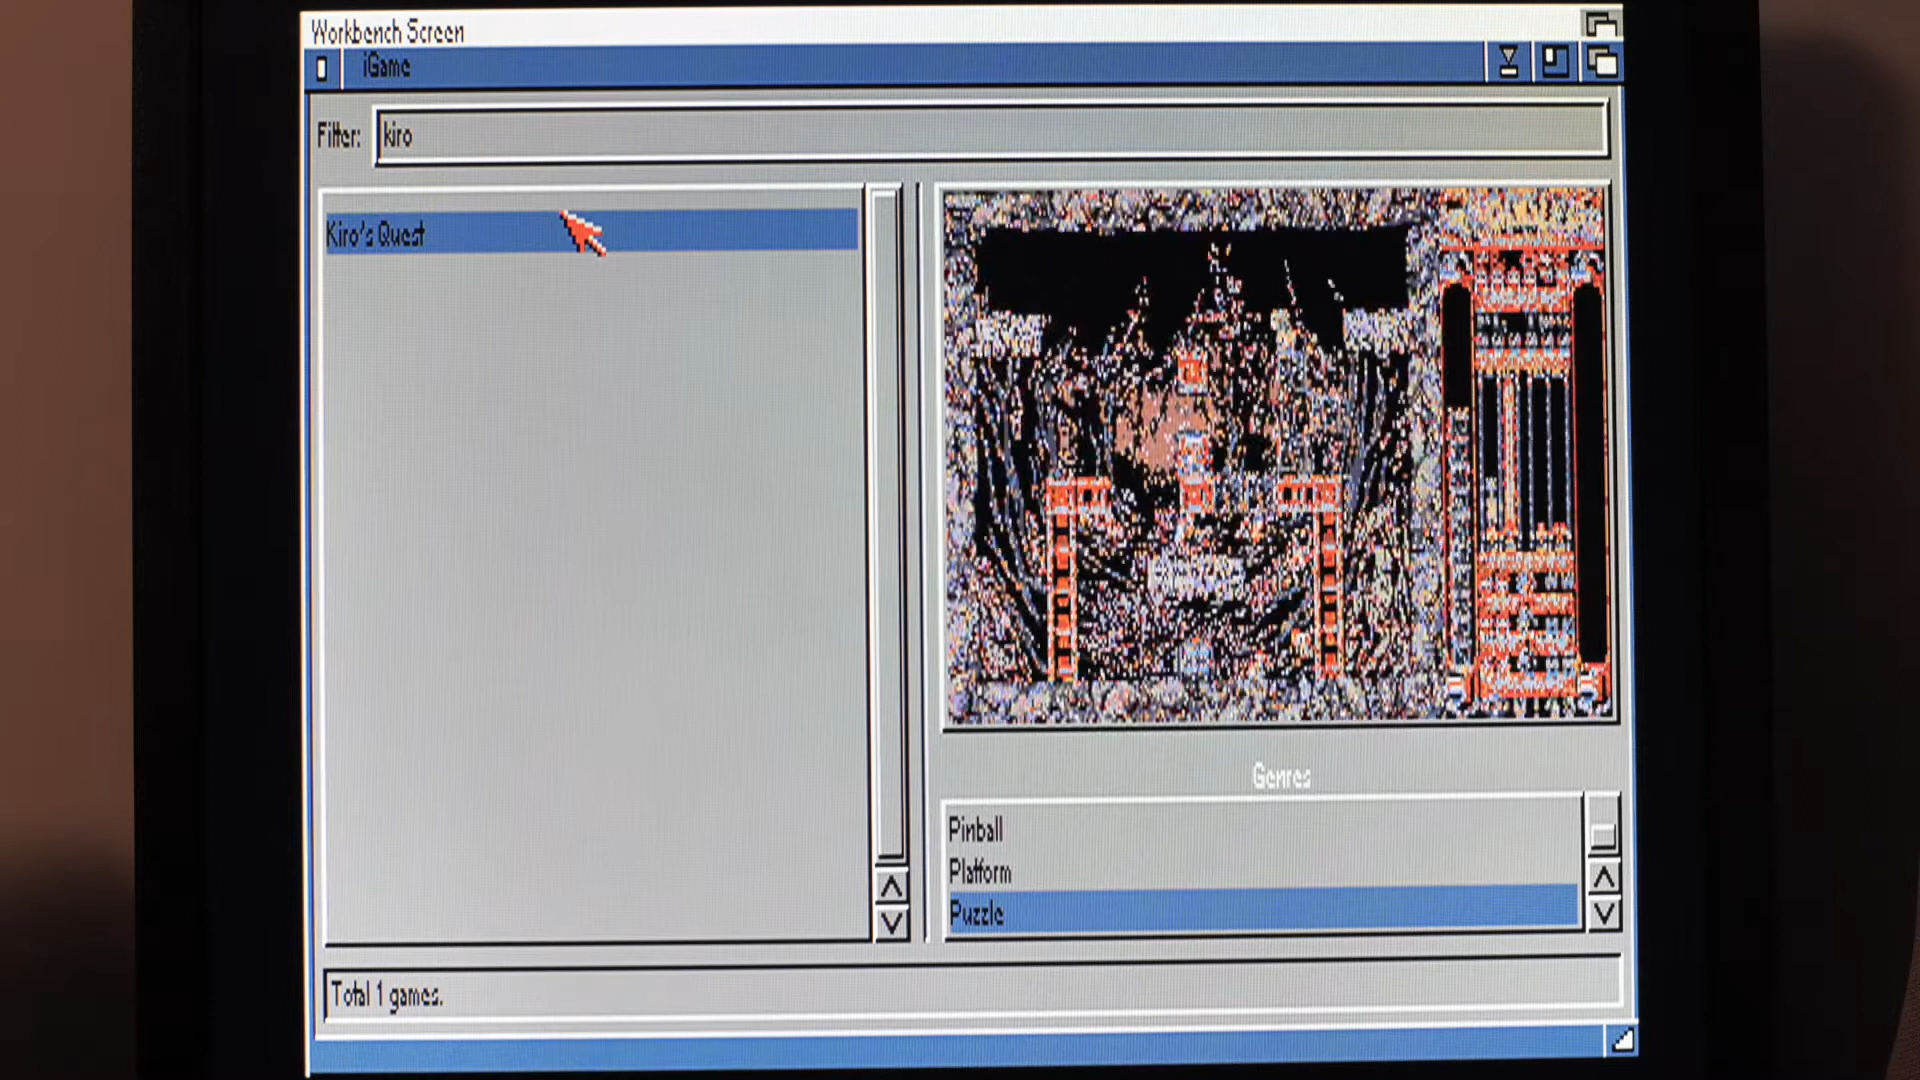 Workbench Screen
iGame
Filter: kiro
Kiro's Quest
Genres
Pinball
Platform
Puzzle
Total 1 games.